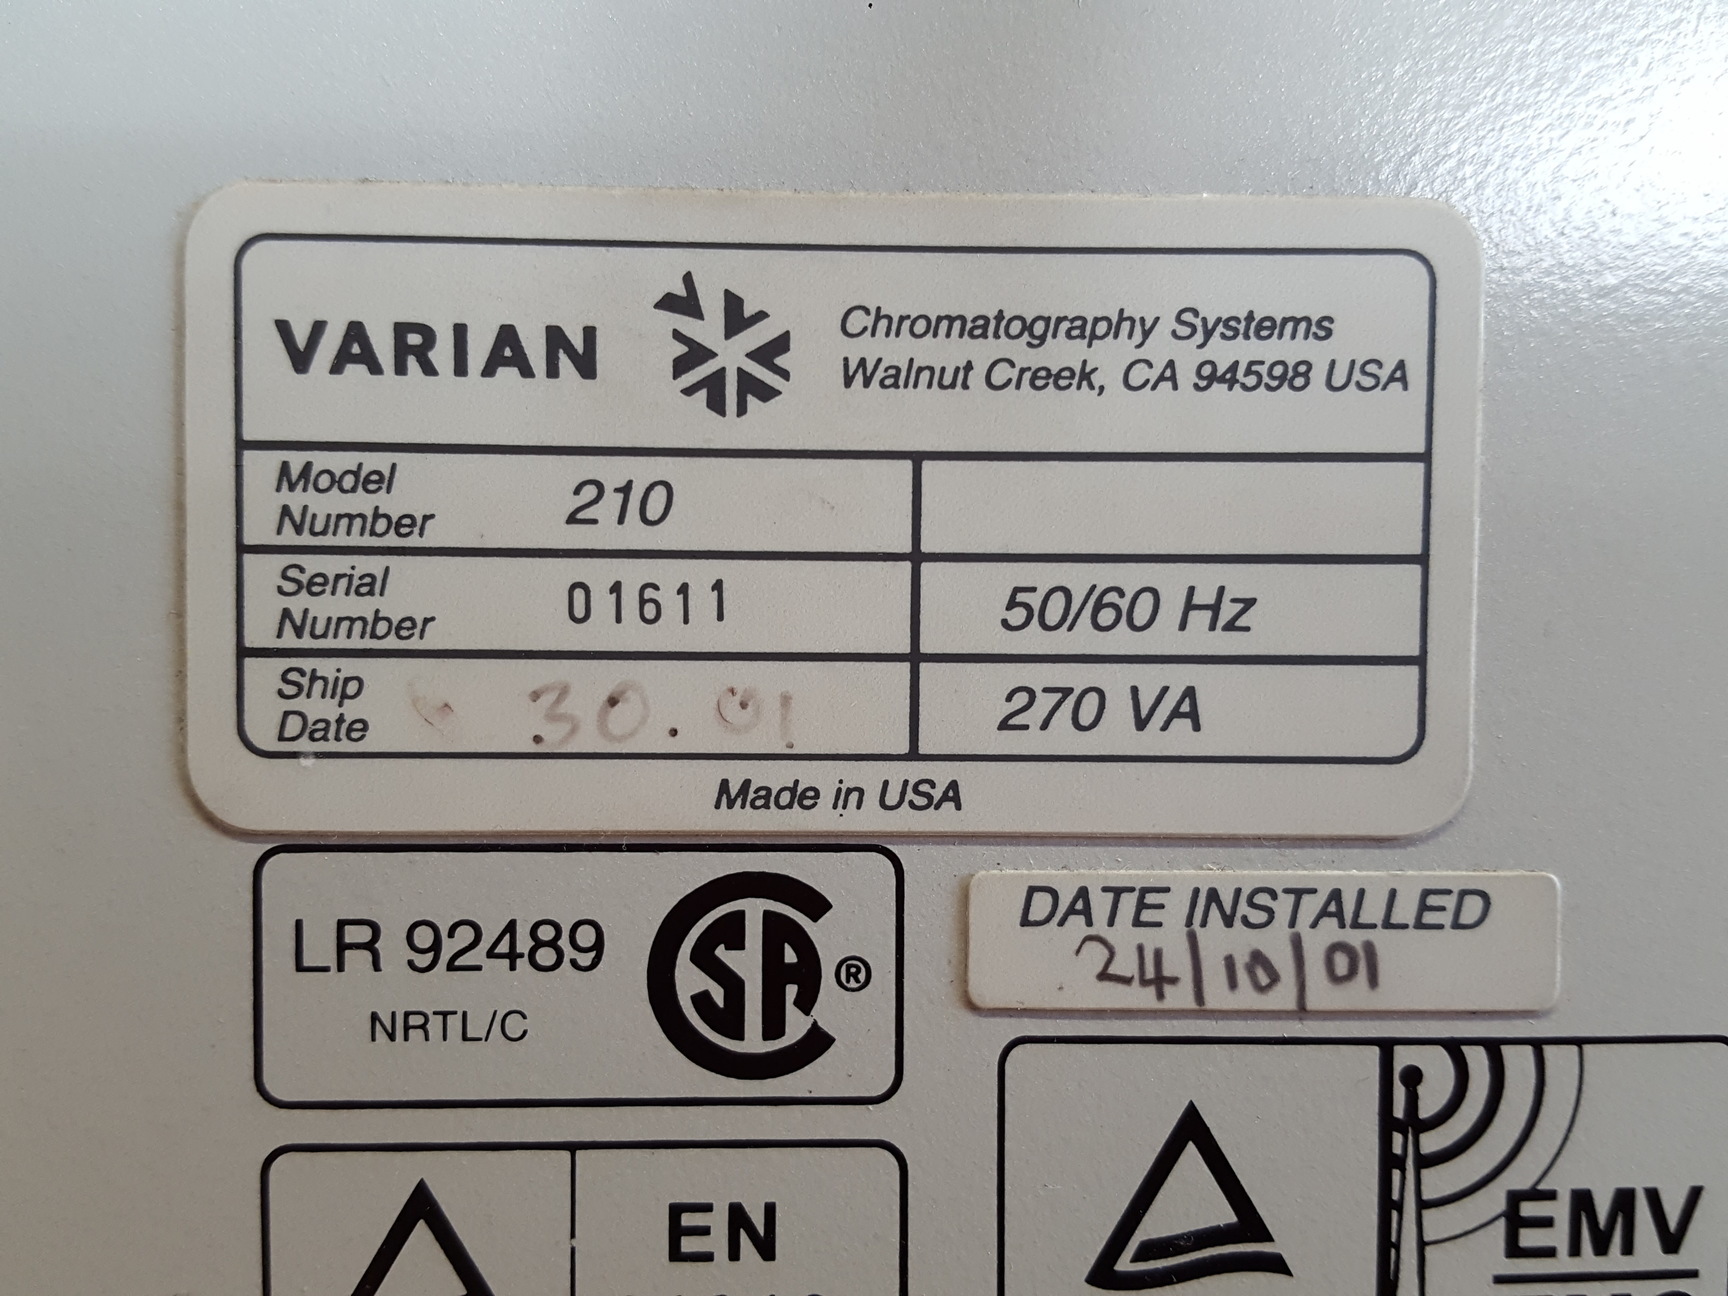 VARIAN
Chromatography Systems
Walnut Creek, CA 94598 USA
Model Number 210
Serial Number 01611
50/60 Hz
Ship Date 30.01
270 VA
Made in USA
LR 92489
NRTL/C
CSA ®
DATE INSTALLED
24/10/01
EN
EMV